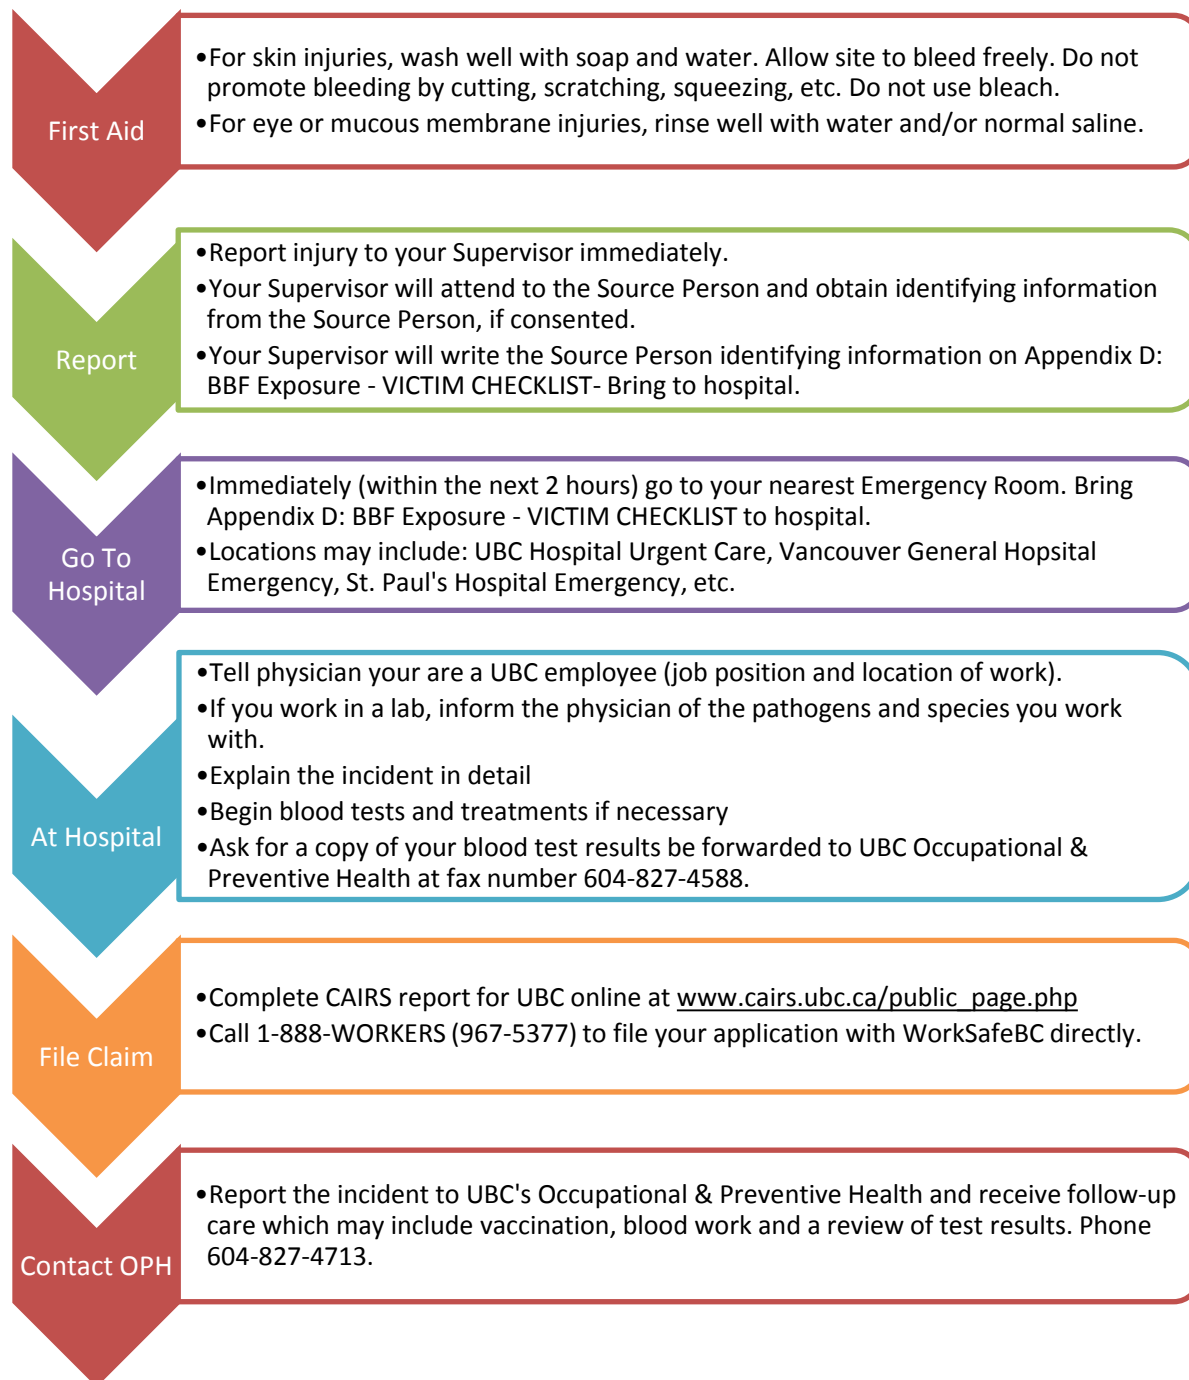 First Aid
•For skin injuries, wash well with soap and water. Allow site to bleed freely. Do not
promote bleeding by cutting, scratching, squeezing, etc. Do not use bleach.
•For eye or mucous membrane injuries, rinse well with water and/or normal saline.
Report
•Report injury to your Supervisor immediately.
•Your Supervisor will attend to the Source Person and obtain identifying information
from the Source Person, if consented.
•Your Supervisor will write the Source Person identifying information on Appendix D:
BBF Exposure - VICTIM CHECKLIST- Bring to hospital.
Go To
Hospital
•Immediately (within the next 2 hours) go to your nearest Emergency Room. Bring
Appendix D: BBF Exposure - VICTIM CHECKLIST to hospital.
•Locations may include: UBC Hospital Urgent Care, Vancouver General Hopsital
Emergency, St. Paul's Hospital Emergency, etc.
At Hospital
•Tell physician your are a UBC employee (job position and location of work).
•If you work in a lab, inform the physician of the pathogens and species you work
with.
•Explain the incident in detail
•Begin blood tests and treatments if necessary
•Ask for a copy of your blood test results be forwarded to UBC Occupational &
Preventive Health at fax number 604-827-4588.
File Claim
•Complete CAIRS report for UBC online at www.cairs.ubc.ca/public_page.php
•Call 1-888-WORKERS (967-5377) to file your application with WorkSafeBC directly.
Contact OPH
•Report the incident to UBC's Occupational & Preventive Health and receive follow-up
care which may include vaccination, blood work and a review of test results. Phone
604-827-4713.